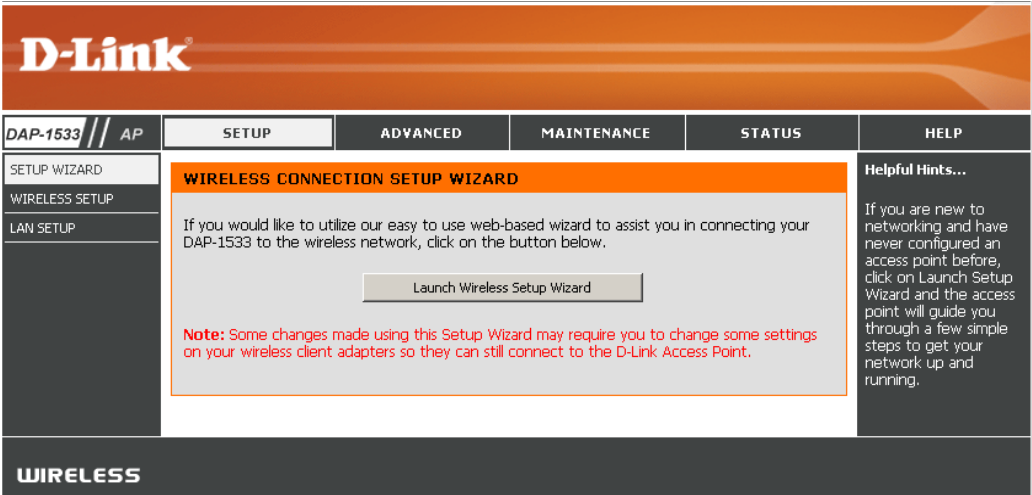 D-Link®
DAP-1533 // AP
SETUP
ADVANCED
MAINTENANCE
STATUS
HELP
SETUP WIZARD
WIRELESS SETUP
LAN SETUP
WIRELESS CONNECTION SETUP WIZARD
If you would like to utilize our easy to use web-based wizard to assist you in connecting your
DAP-1533 to the wireless network, click on the button below.
Launch Wireless Setup Wizard
Note: Some changes made using this Setup Wizard may require you to change some settings
on your wireless client adapters so they can still connect to the D-Link Access Point.
Helpful Hints...
If you are new to
networking and have
never configured an
access point before,
click on Launch Setup
Wizard and the access
point will guide you
through a few simple
steps to get your
network up and
running.
WIRELESS